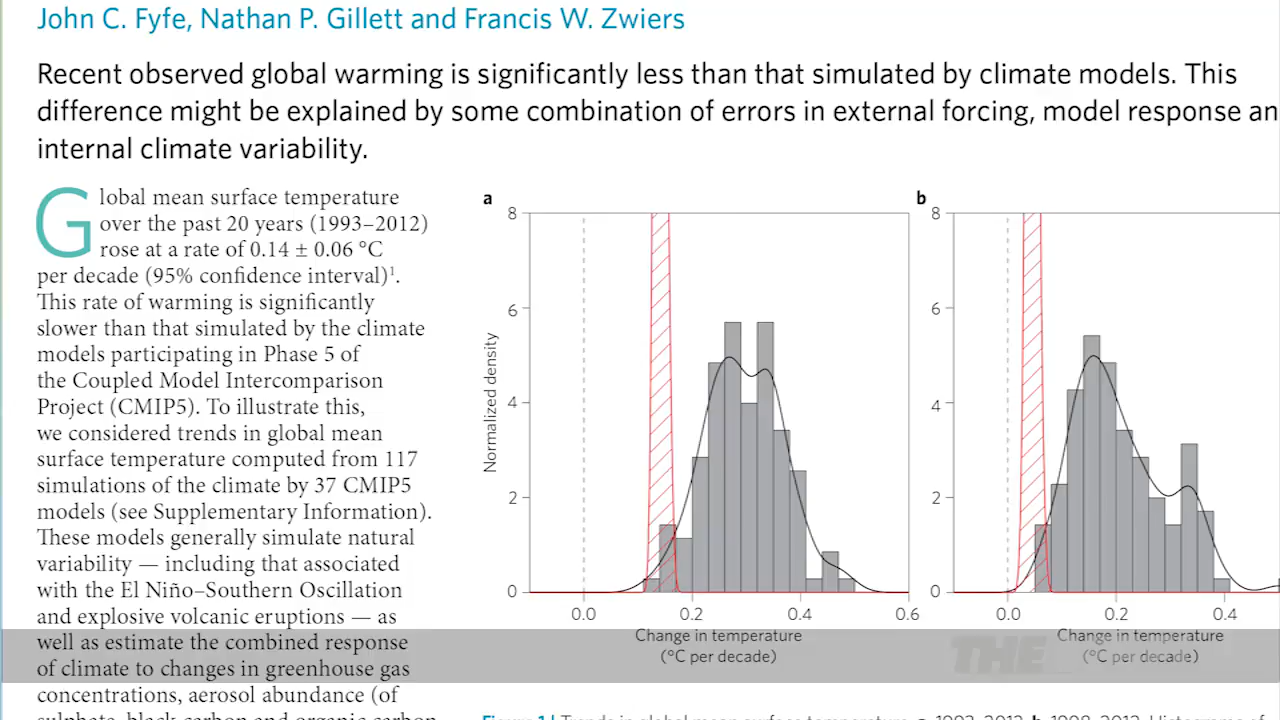 John C. Fyfe, Nathan P. Gillett and Francis W. Zwiers
Recent observed global warming is significantly less than that simulated by climate models. This
difference might be explained by some combination of errors in external forcing, model response an
internal climate variability.
Global mean surface temperature
over the past 20 years (1993–2012)
rose at a rate of 0.14 ± 0.06 °C
per decade (95% confidence interval)¹.
This rate of warming is significantly
slower than that simulated by the climate
models participating in Phase 5 of
the Coupled Model Intercomparison
Project (CMIP5). To illustrate this,
we considered trends in global mean
surface temperature computed from 117
simulations of the climate by 37 CMIP5
models (see Supplementary Information).
These models generally simulate natural
variability — including that associated
with the El Niño–Southern Oscillation
and explosive volcanic eruptions — as
well as estimate the combined response
of climate to changes in greenhouse gas
concentrations, aerosol abundance (of
a
8
6
4
2
0
Normalized density
0.0 0.2 0.4 0.6
Change in temperature
(°C per decade)
b
8
6
4
2
0
0.0 0.2 0.4
Change in temperature
(°C per decade)
THE